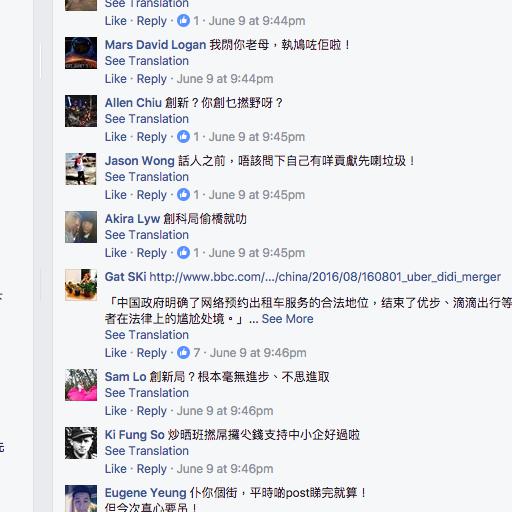 See Translation
Like · Reply · 1 · June 9 at 9:44pm
Mars David Logan 我閂你老母，執鳩咗佢啦！
See Translation
Like · Reply · June 9 at 9:44pm
Allen Chiu 創新？你創乜撚野呀？
See Translation
Like · Reply · 1 · June 9 at 9:45pm
Jason Wong 話人之前，唔該問下自己有咩貢獻先喇垃圾！
See Translation
Like · Reply · 1 · June 9 at 9:45pm
Akira Lyw 創科局偷橋就叻
See Translation
Like · Reply · 1 · June 9 at 9:45pm
Gat SKi http://www.bbc.com/.../china/2016/08/160801_uber_didi_merger
「中国政府明确了网络预约出租车服务的合法地位，结束了优步、滴滴出行等
者在法律上的尴尬处境。」... See More
See Translation
Like · Reply · 7 · June 9 at 9:46pm
Sam Lo 創新局？根本毫無進步、不思進取
See Translation
Like · Reply · June 9 at 9:46pm
Ki Fung So 炒晒班撚屌攞尐錢支持中小企好過啦
See Translation
Like · Reply · June 9 at 9:46pm
Eugene Yeung 仆你個街，平時啲post睇完就算！
但今次真心要吊！